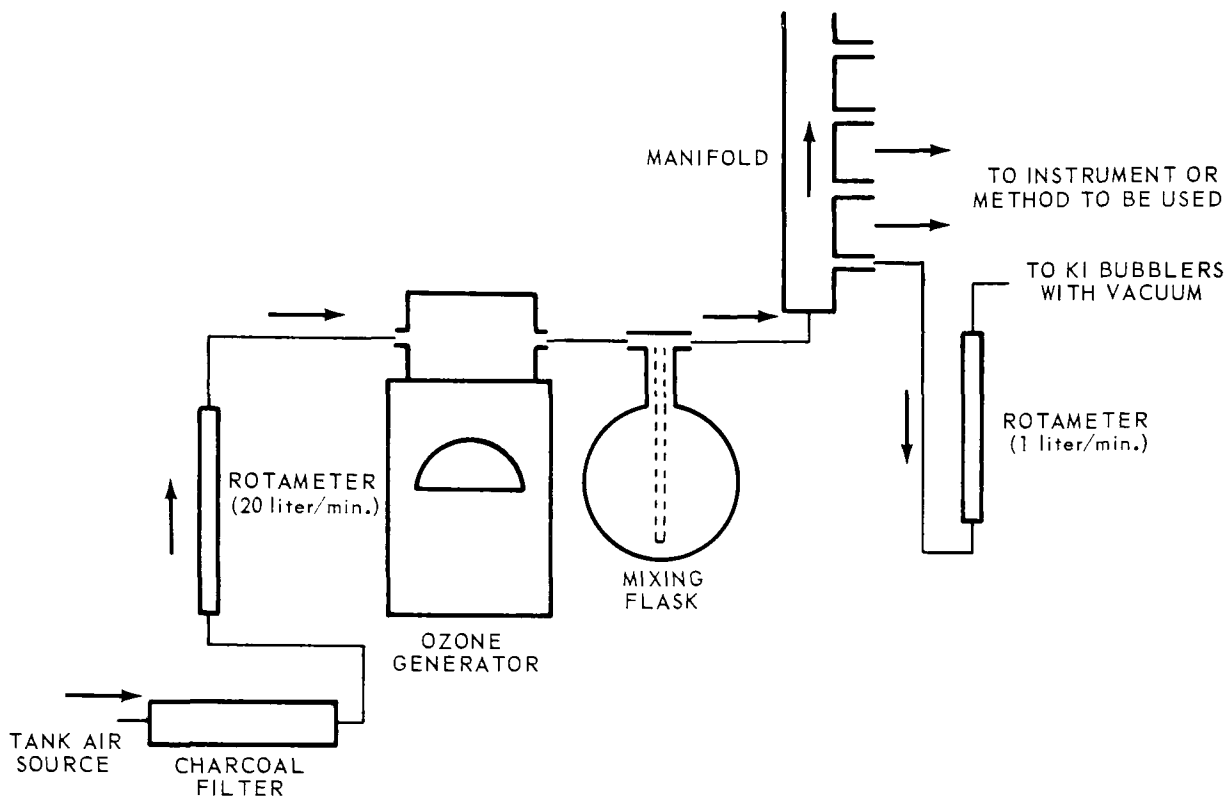 MANIFOLD
TO INSTRUMENT OR
METHOD TO BE USED
TO KI BUBBLERS
WITH VACUUM
ROTAMETER
(1 liter/min.)
ROTAMETER
(20 liter/min.)
MIXING
FLASK
OZONE
GENERATOR
TANK AIR
SOURCE
CHARCOAL
FILTER